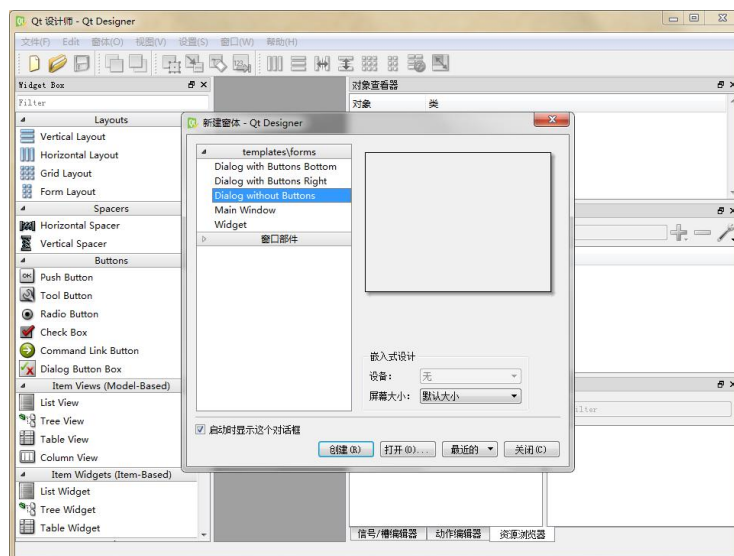 Qt 设计师 - Qt Designer
文件(F) Edit 窗体(O) 视图(V) 设置(S) 窗口(W) 帮助(H)
Widget Box
Filter
Layouts
Vertical Layout
Horizontal Layout
Grid Layout
Form Layout
Spacers
Horizontal Spacer
Vertical Spacer
Buttons
Push Button
Tool Button
Radio Button
Check Box
Command Link Button
Dialog Button Box
Item Views (Model-Based)
List View
Tree View
Table View
Column View
Item Widgets (Item-Based)
List Widget
Tree Widget
Table Widget
对象查看器
对象 类
新建窗体 - Qt Designer
templates\forms
Dialog with Buttons Bottom
Dialog with Buttons Right
Dialog without Buttons
Main Window
Widget
窗口部件
嵌入式设计
设备: 无
屏幕大小: 默认大小
启动时显示这个对话框
创建(R) 打开(O)... 最近的 关闭(C)
信号/槽编辑器 动作编辑器 资源浏览器